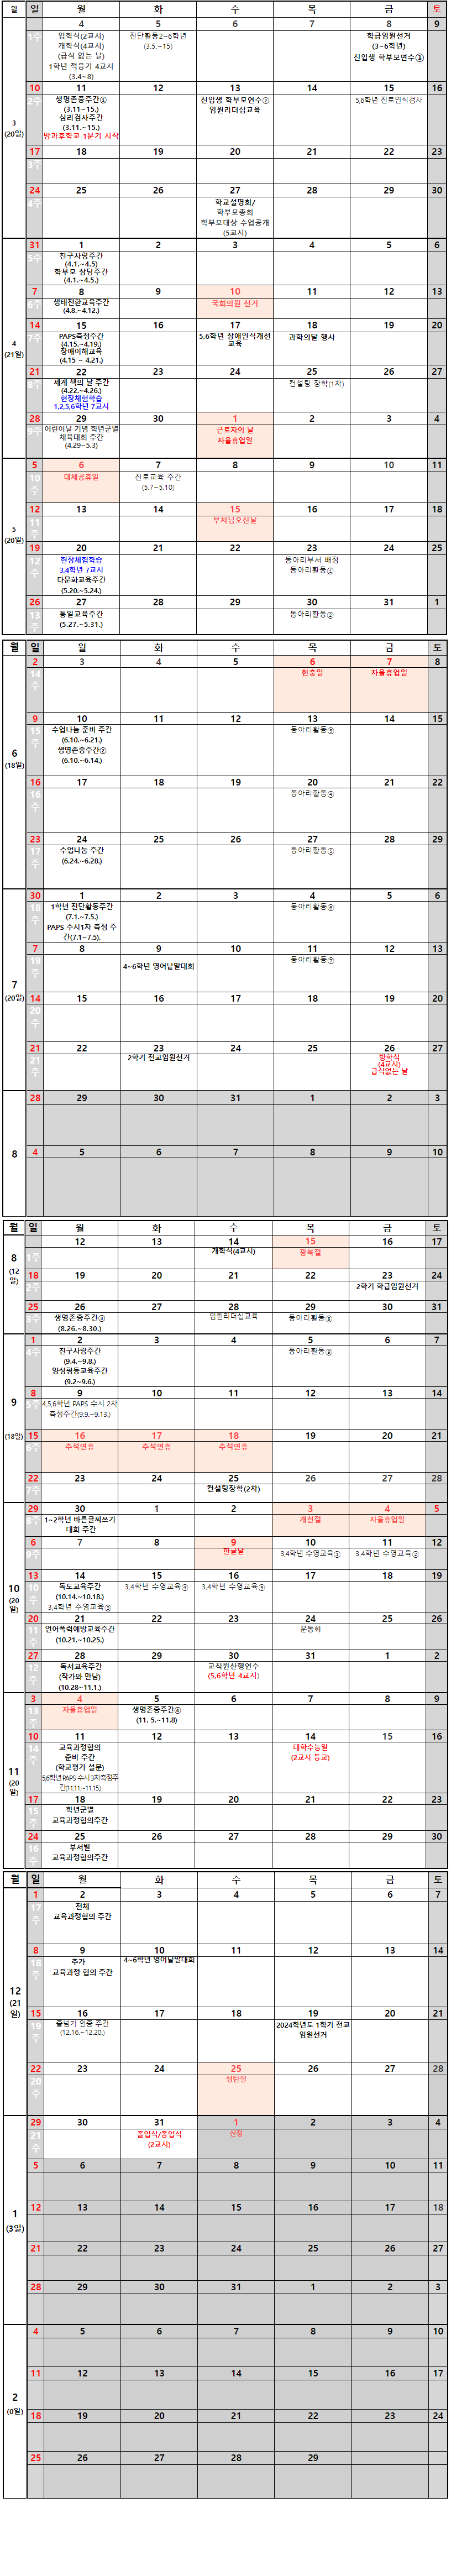 월 일 월 화 수 목 금 토
3
(20일)
4 5 6 7 8 9
1주
입학식(2교시)
개학식(4교시)
(급식 없는 날)
1학년 적응기 4교시
(3.4~8)
진단활동2~6학년
(3.5.~15)
학급임원선거
(3~6학년)
신입생 학부모연수①
10 11 12 13 14 15 16
2주
생명존중주간①
(3.11~15.)
심리검사주간
(3.11.~15.)
방과후학교 1분기 시작
신입생 학부모연수②
임원리더십교육
5,6학년 진로인식검사
17 18 19 20 21 22 23
3주
24 25 26 27 28 29 30
4주
학교설명회/
학부모총회
학부모대상 수업공개
(5교시)
4
(21일)
31 1 2 3 4 5 6
5주
친구사랑주간
(4.1.~4.5)
학부모 상담주간
(4.1.~4.5.)
7 8 9 10 11 12 13
6주
생태전환교육주간
(4.8.~4.12.)
국회의원 선거
14 15 16 17 18 19 20
7주
PAPS측정주간
(4.15.~4.19.)
장애이해교육
(4.15 ~ 4.21.)
5,6학년 장애인식개선
교육
과학의달 행사
21 22 23 24 25 26 27
8주
세계 책의 날 주간
(4.22.~4.26.)
현장체험학습
1,2,5,6학년 7교시
컨설팅 장학(1차)
28 29 30 1 2 3 4
9주
어린이날 기념 학년군별
체육대회 주간
(4.29~5.3)
근로자의 날
자율휴업일
5
(20일)
5 6 7 8 9 10 11
10
주
대체공휴일
진로교육 주간
(5.7~5.10)
12 13 14 15 16 17 18
11
주
부처님오신날
19 20 21 22 23 24 25
12
주
현장체험학습
3,4학년 7교시
다문화교육주간
(5.20.~5.24.)
동아리부서 배정
동아리활동①
26 27 28 29 30 31 1
13
주
통일교육주간
(5.27.~5.31.)
동아리활동②
월 일 월 화 수 목 금 토
6
(18일)
2 3 4 5 6 7 8
14
주
현충일
자율휴업일
9 10 11 12 13 14 15
15
주
수업나눔 준비 주간
(6.10.~6.21.)
생명존중주간②
(6.10.~6.14.)
동아리활동③
16 17 18 19 20 21 22
16
주
동아리활동④
23 24 25 26 27 28 29
17
주
수업나눔 주간
(6.24.~6.28.)
동아리활동⑤
7
(20일)
30 1 2 3 4 5 6
18
주
1학년 진단활동주간
(7.1.~7.5.)
PAPS 수시1차 측정 주
간(7.1~7.5).
동아리활동⑥
7 8 9 10 11 12 13
19
주
4~6학년 영어낱말대회
동아리활동⑦
14 15 16 17 18 19 20
20
주
21 22 23 24 25 26 27
21
주
2학기 전교임원선거
방학식
(4교시)
급식없는 날
8
28 29 30 31 1 2 3
4 5 6 7 8 9 10
월 일 월 화 수 목 금 토
8
(12
일)
12 13 14 15 16 17
1주
개학식(4교시)
광복절
18 19 20 21 22 23 24
2주
2학기 학급임원선거
25 26 27 28 29 30 31
3주
생명존중주간③
(8.26.~8.30.)
임원리더십교육
동아리활동⑧
9
(18일)
1 2 3 4 5 6 7
4주
친구사랑주간
(9.4.~9.8.)
양성평등교육주간
(9.2~9.6.)
동아리활동⑨
8 9 10 11 12 13 14
5주
4,5,6학년 PAPS 수시 2차
측정주간(9.9.~9.13.)
15 16 17 18 19 20 21
6주
추석연휴
추석연휴
추석연휴
22 23 24 25 26 27 28
7주
컨설팅장학(2차)
10
(20
일)
29 30 1 2 3 4 5
8주
1~2학년 바른글씨쓰기
대회 주간
개천절
자율휴업일
6 7 8 9 10 11 12
9주
한글날
3,4학년 수영교육①
3,4학년 수영교육②
13 14 15 16 17 18 19
10
주
독도교육주간
(10.14.~10.18.)
3,4학년 수영교육③
3,4학년 수영교육④
3,4학년 수영교육⑤
20 21 22 23 24 25 26
11
주
언어폭력예방교육주간
(10.21.~10.25.)
운동회
27 28 29 30 31 1 2
12
주
독서교육주간
(작가와 만남)
(10.28~11.1.)
교직원산행연수
(5,6학년 4교시)
11
(20
일)
3 4 5 6 7 8 9
13
주
자율휴업일
생명존중주간④
(11. 5.~11.8)
10 11 12 13 14 15 16
14
주
교육과정협의
준비 주간
(학교평가 설문)
5,6학년PAPS 수시 3차측정주
간(11.11.~11.15)
대학수능일
(2교시 등교)
17 18 19 20 21 22 23
15
주
학년군별
교육과정협의주간
24 25 26 27 28 29 30
16
주
부서별
교육과정협의주간
월 일 월 화 수 목 금 토
12
(21
일)
1 2 3 4 5 6 7
17
주
전체
교육과정협의 주간
8 9 10 11 12 13 14
18
주
추가
교육과정 협의 주간
4~6학년 영어낱말대회
15 16 17 18 19 20 21
19
주
줄넘기 인증 주간
(12.16.~12.20.)
2024학년도 1학기 전교
임원선거
22 23 24 25 26 27 28
20
주
성탄절
1
(3일)
29 30 31 1 2 3 4
21
주
졸업식/종업식
(2교시)
신정
5 6 7 8 9 10 11
12 13 14 15 16 17 18
21 22 23 24 25 26 27
28 29 30 31 1 2 3
2
(0일)
4 5 6 7 8 9 10
11 12 13 14 15 16 17
18 19 20 21 22 23 24
25 26 27 28 29